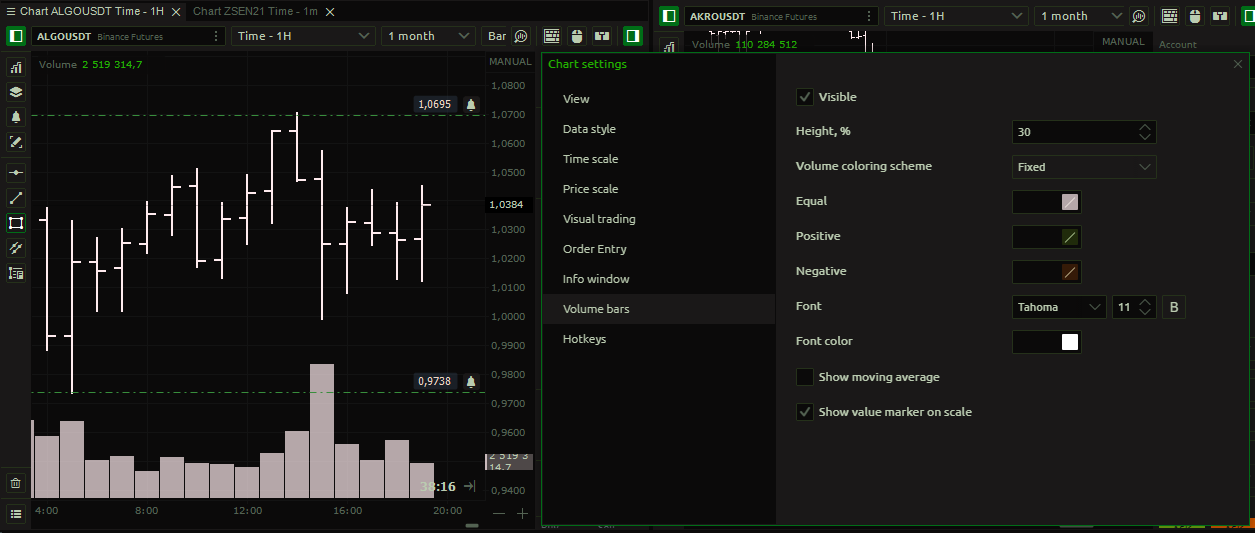 Chart ALGOUSDT Time - 1H
Chart ZSEN21 Time - 1m
ALGOUSDT Binance Futures
Time - 1H
1 month
Bar
AKROUSDT Binance Futures
Time - 1H
1 month
Volume 2 519 314,7
MANUAL
1,0800
1,0700
1,0600
1,0500
1,0384
1,0300
1,0200
1,0100
1,0000
0,9900
0,9800
0,9700
0,9600
2 519 3
14,7
0,9400
1,0695
0,9738
38:16
4:00
8:00
12:00
16:00
20:00
Volume 110 284 512
MANUAL
Account
Chart settings
View
Data style
Time scale
Price scale
Visual trading
Order Entry
Info window
Volume bars
Hotkeys
Visible
Height, %
30
Volume coloring scheme
Fixed
Equal
Positive
Negative
Font
Tahoma
11
B
Font color
Show moving average
Show value marker on scale